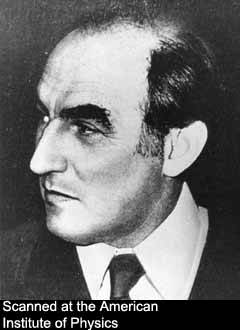 Scanned at the American
Institute of Physics